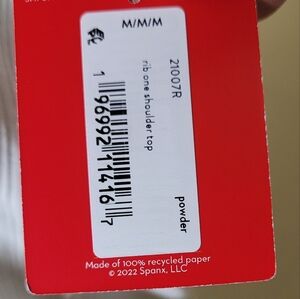 M/M/M
21007R
rib one shoulder top
powder
1 96992 11416 7
Made of 100% recycled paper
© 2022 Spanx, LLC